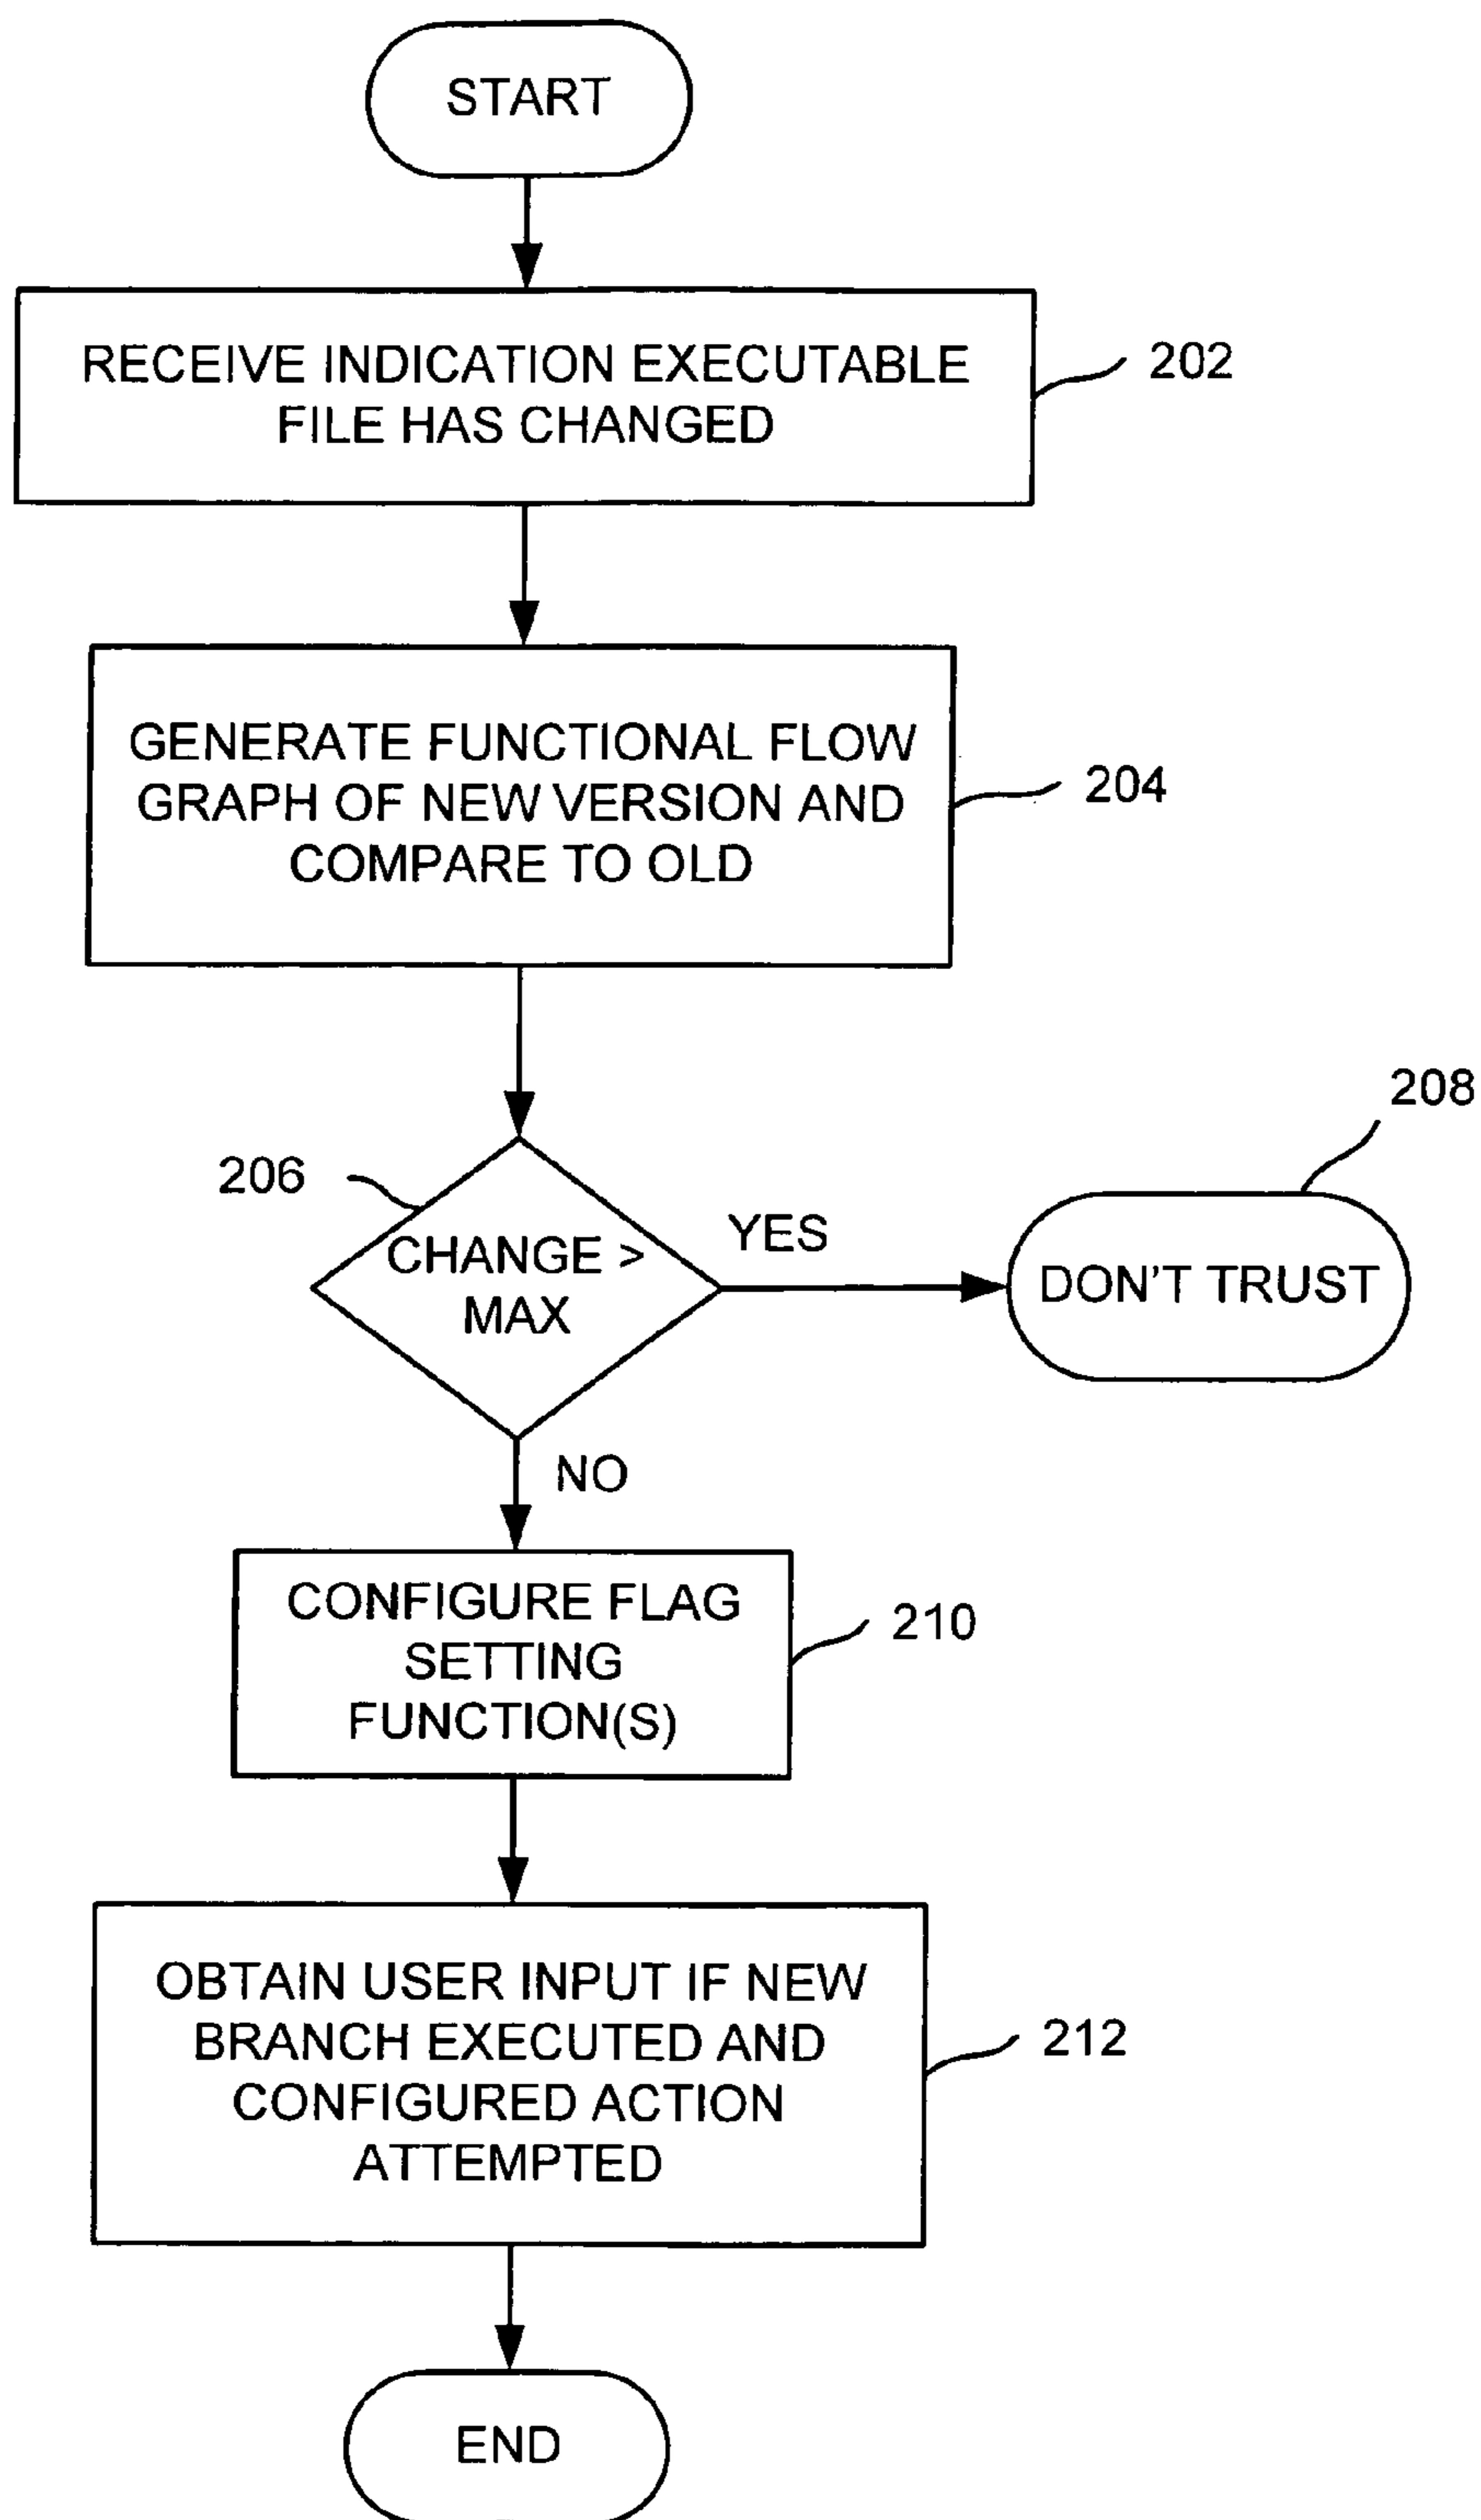 START
RECEIVE INDICATION EXECUTABLE
FILE HAS CHANGED
202
GENERATE FUNCTIONAL FLOW
GRAPH OF NEW VERSION AND
COMPARE TO OLD
204
208
206
CHANGE >
MAX
YES
DON'T TRUST
NO
CONFIGURE FLAG
SETTING
FUNCTION(S)
210
OBTAIN USER INPUT IF NEW
BRANCH EXECUTED AND
CONFIGURED ACTION
ATTEMPTED
212
END